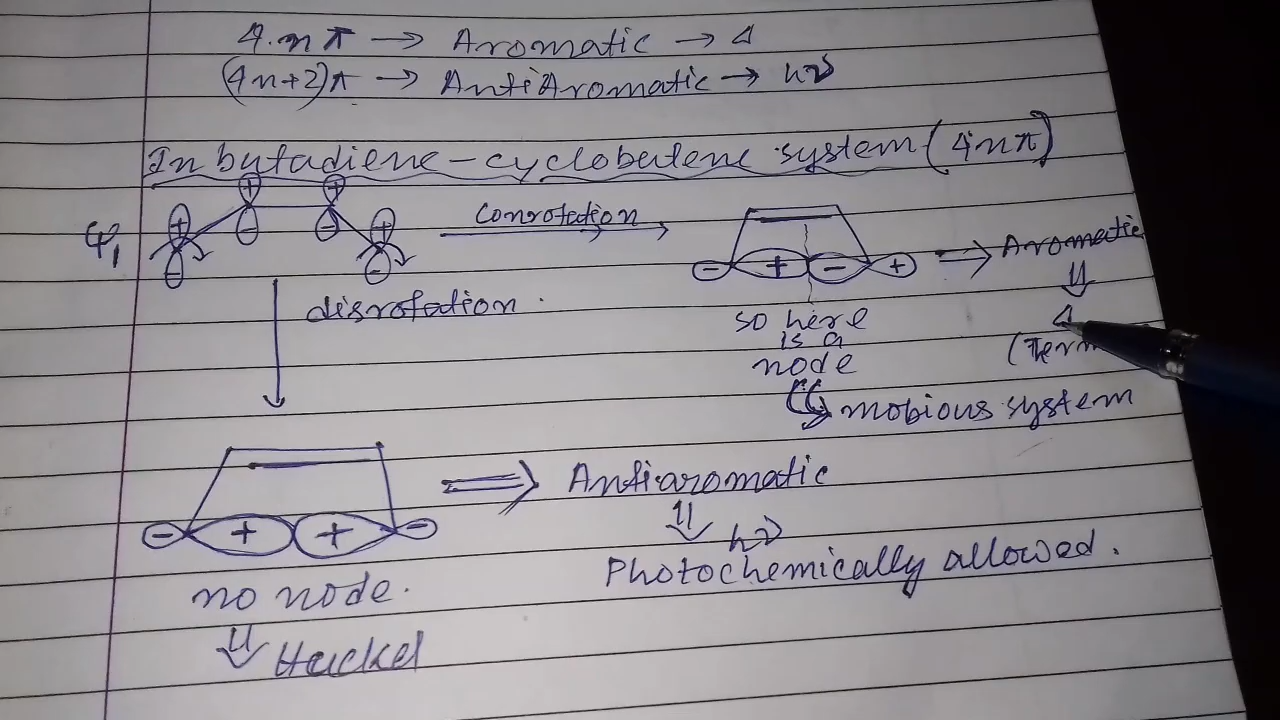 4nπ → Aromatic → Δ
(4n+2)π → AntiAromatic → hν
In butadiene-cyclobutene system (4nπ)
ψ1
+ + + +
- - - -
Conrotation
- + - +
⇒ Aromatic
⇓
Δ
disrotation.
so here
is a
node
mobious system
- + + -
⇒ Antiaromatic
⇓ hν
Photochemically allowed.
no node.
⇓ Huckel